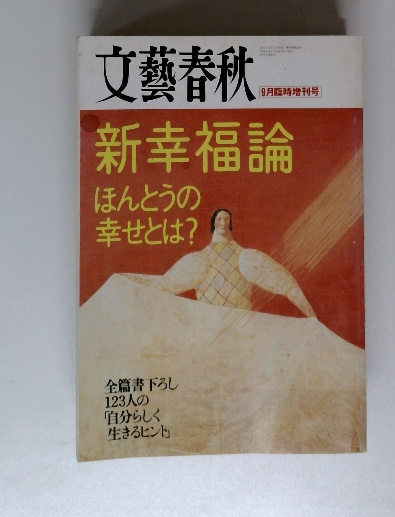 文藝春秋
9月臨時増刊号
新幸福論
ほんとうの
幸せとは?
全篇書下ろし
123人の
「自分らしく
生きるヒント」